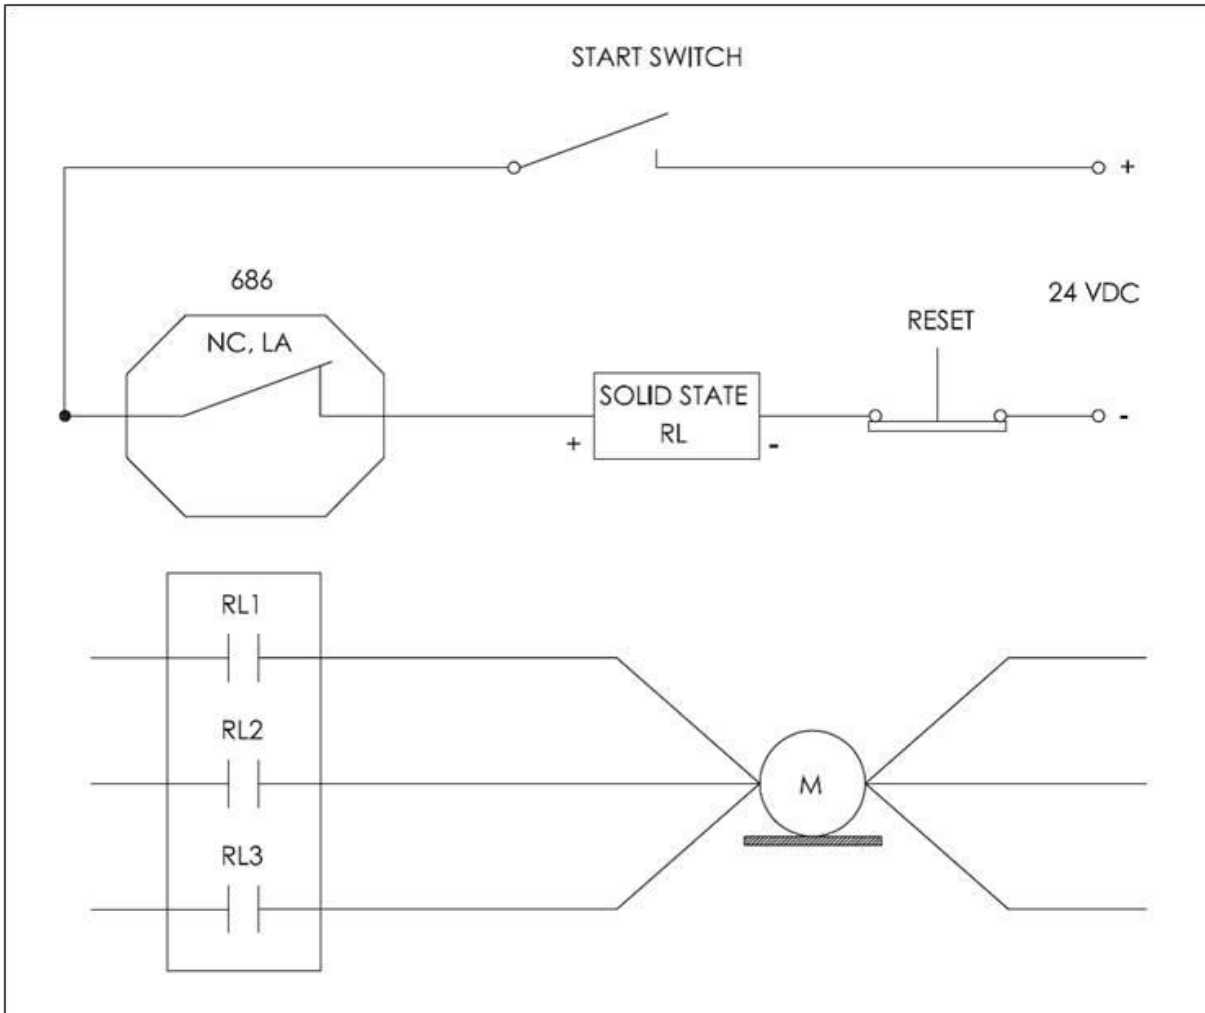 START SWITCH
+
686
24 VDC
NC, LA
RESET
SOLID STATE
RL
+
-
-
RL1
RL2
M
RL3